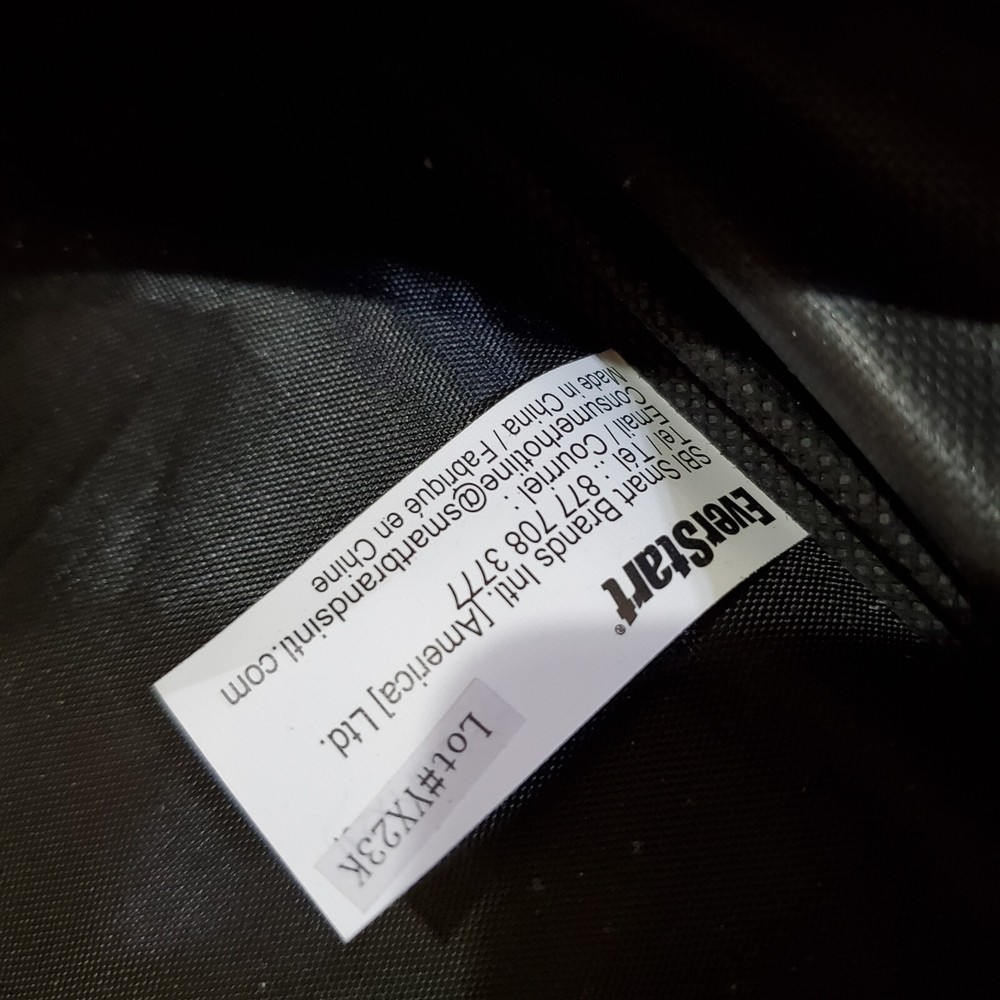 EverStart®
SBI Smart Brands Intl. [America] Ltd.
Tel / Tél .: 877 708 3777
Email / Courriel :
Consumerhotline@smartbrandsintl.com
Made in China / Fabriqué en Chine
Lot#YX23K